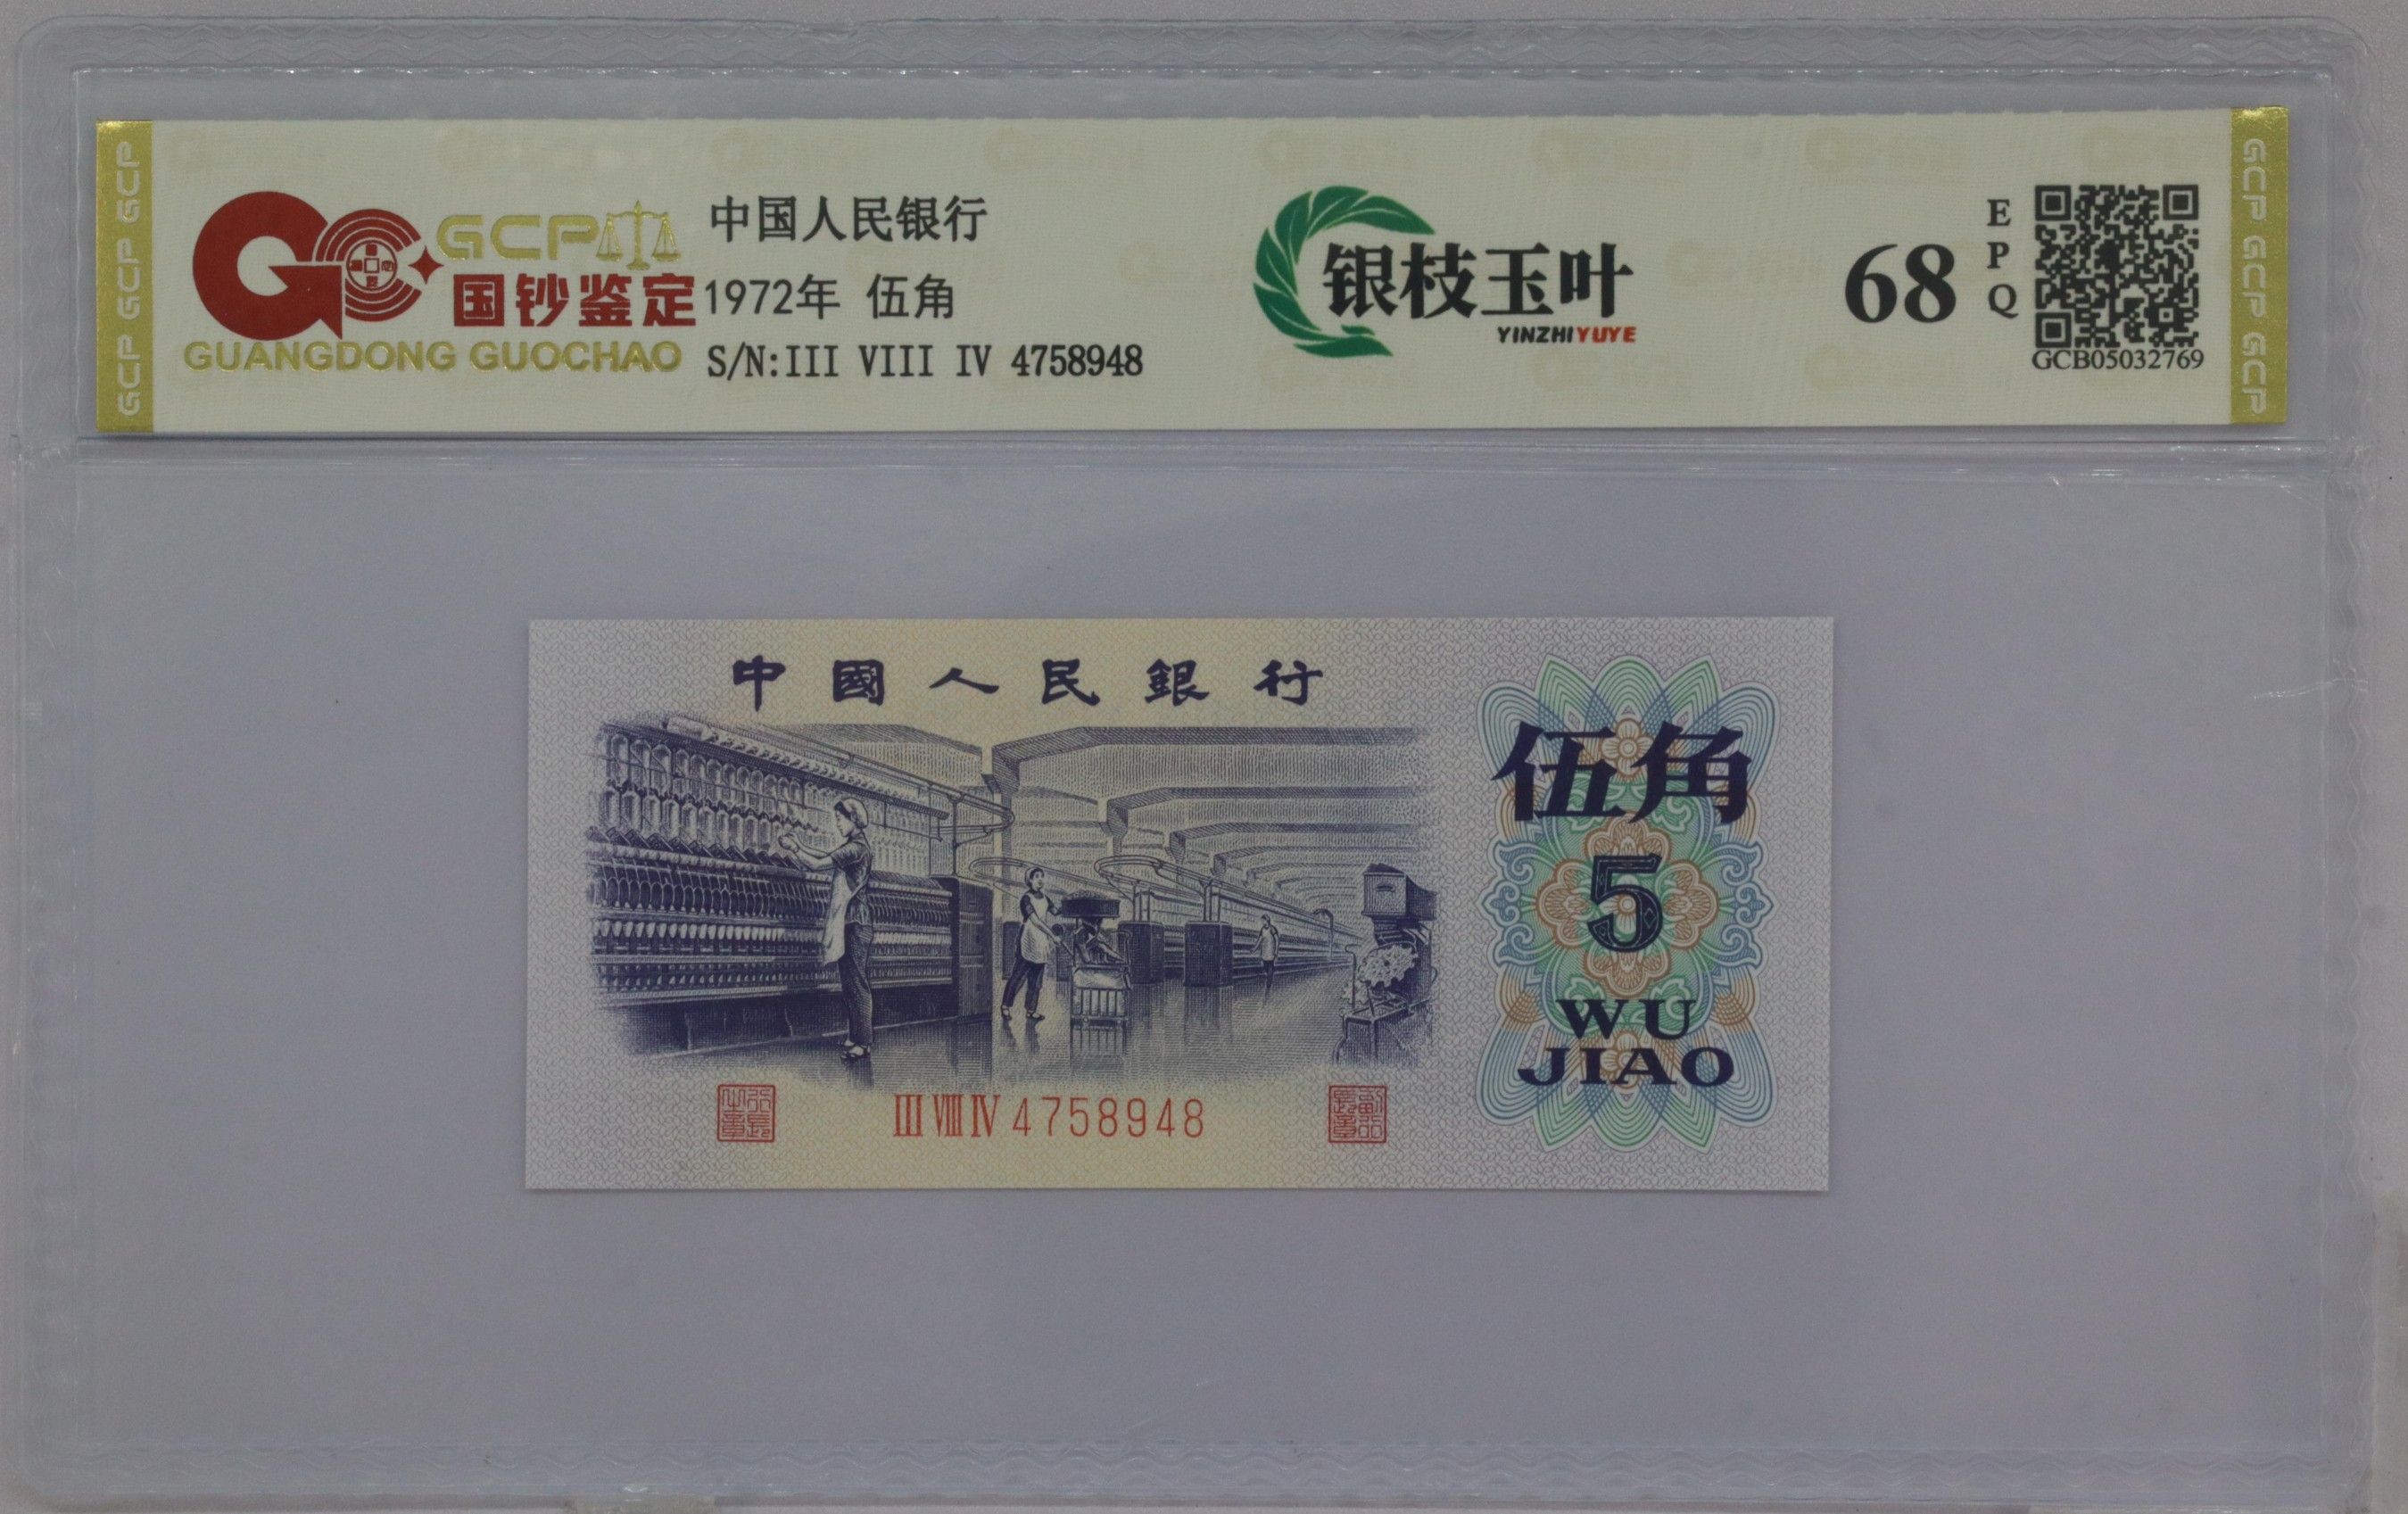 GCP GCP GCP
GCP
国钞鉴定
GUANGDONG GUOCHAO
中国人民银行
1972年 伍角
S/N:III VIII IV 4758948
银枝玉叶
YINZHIYUYE
68
EPQ
GCB05032769
GCP GCP GCP
中國人民銀行
伍角
5
WU
JIAO
III VIII IV 4758948